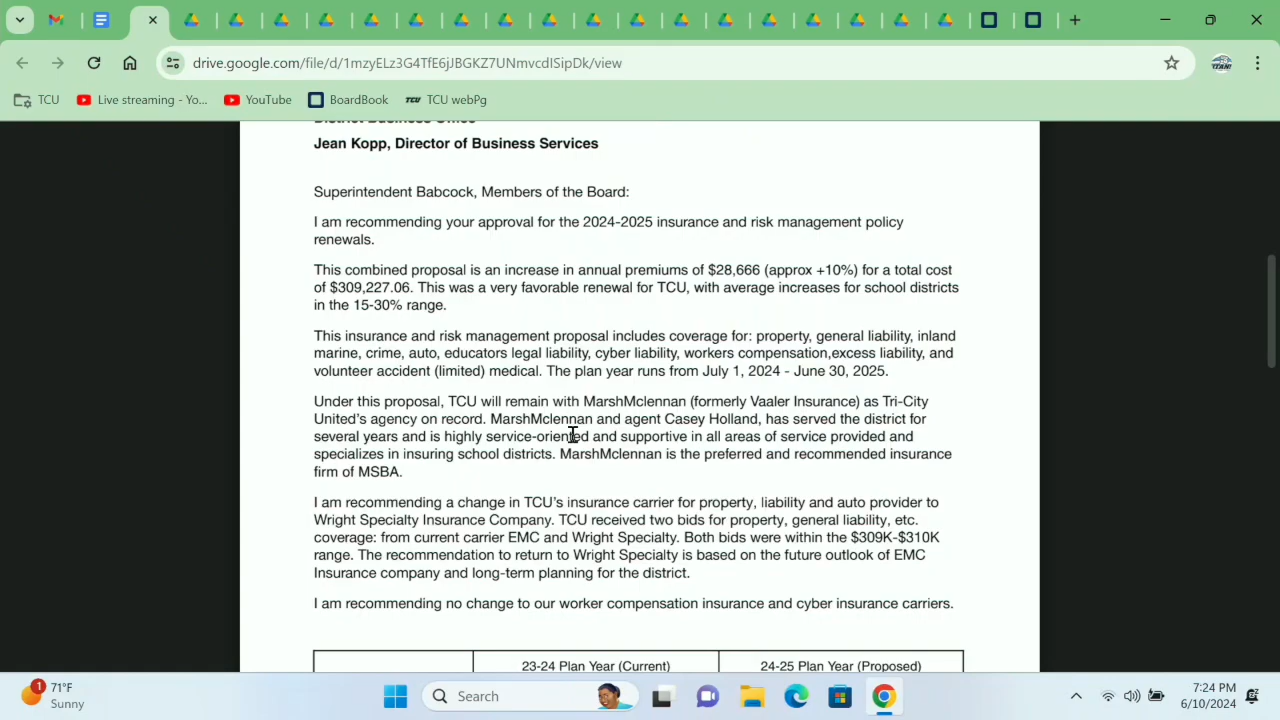 drive.google.com/file/d/1mzyELz3G4TfE6jJBGKZ7UNmvcdISipDk/view
TCU
Live streaming - Yo...
YouTube
BoardBook
TCU
TCU webPg
District Business Office
Jean Kopp, Director of Business Services
Superintendent Babcock, Members of the Board:
I am recommending your approval for the 2024-2025 insurance and risk management policy
renewals.
This combined proposal is an increase in annual premiums of $28,666 (approx +10%) for a total cost
of $309,227.06. This was a very favorable renewal for TCU, with average increases for school districts
in the 15-30% range.
This insurance and risk management proposal includes coverage for: property, general liability, inland
marine, crime, auto, educators legal liability, cyber liability, workers compensation,excess liability, and
volunteer accident (limited) medical. The plan year runs from July 1, 2024 - June 30, 2025.
Under this proposal, TCU will remain with MarshMclennan (formerly Vaaler Insurance) as Tri-City
United's agency on record. MarshMclennan and agent Casey Holland, has served the district for
several years and is highly service-oriented and supportive in all areas of service provided and
specializes in insuring school districts. MarshMclennan is the preferred and recommended insurance
firm of MSBA.
I am recommending a change in TCU's insurance carrier for property, liability and auto provider to
Wright Specialty Insurance Company. TCU received two bids for property, general liability, etc.
coverage: from current carrier EMC and Wright Specialty. Both bids were within the $309K-$310K
range. The recommendation to return to Wright Specialty is based on the future outlook of EMC
Insurance company and long-term planning for the district.
I am recommending no change to our worker compensation insurance and cyber insurance carriers.
23-24 Plan Year (Current)
24-25 Plan Year (Proposed)
1
71°F
Sunny
Search
7:24 PM
6/10/2024